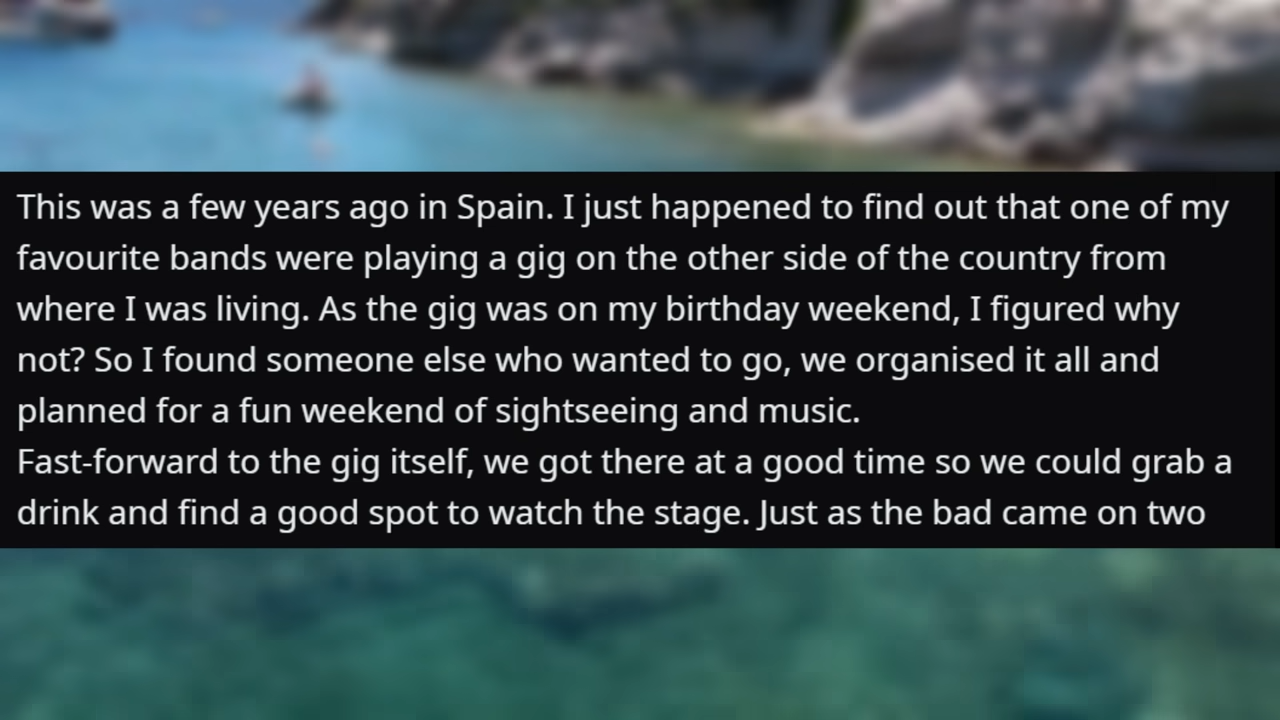 This was a few years ago in Spain. I just happened to find out that one of my
favourite bands were playing a gig on the other side of the country from
where I was living. As the gig was on my birthday weekend, I figured why
not? So I found someone else who wanted to go, we organised it all and
planned for a fun weekend of sightseeing and music.
Fast-forward to the gig itself, we got there at a good time so we could grab a
drink and find a good spot to watch the stage. Just as the bad came on two